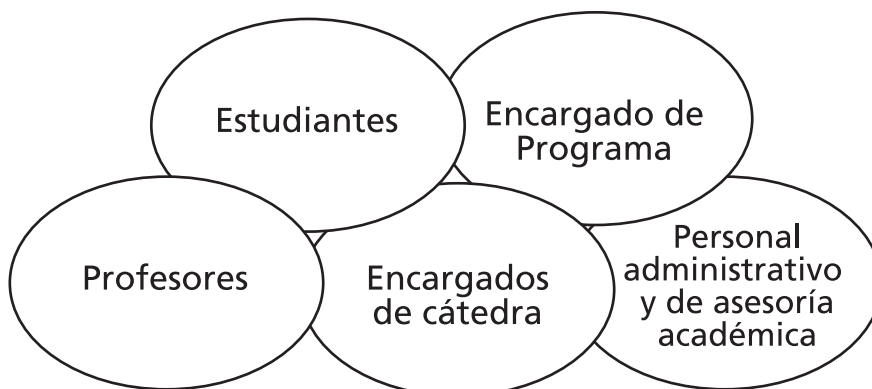 Estudiantes
Encargado de
Programa
Profesores
Encargados
de cátedra
Personal
administrativo
y de asesoría
académica